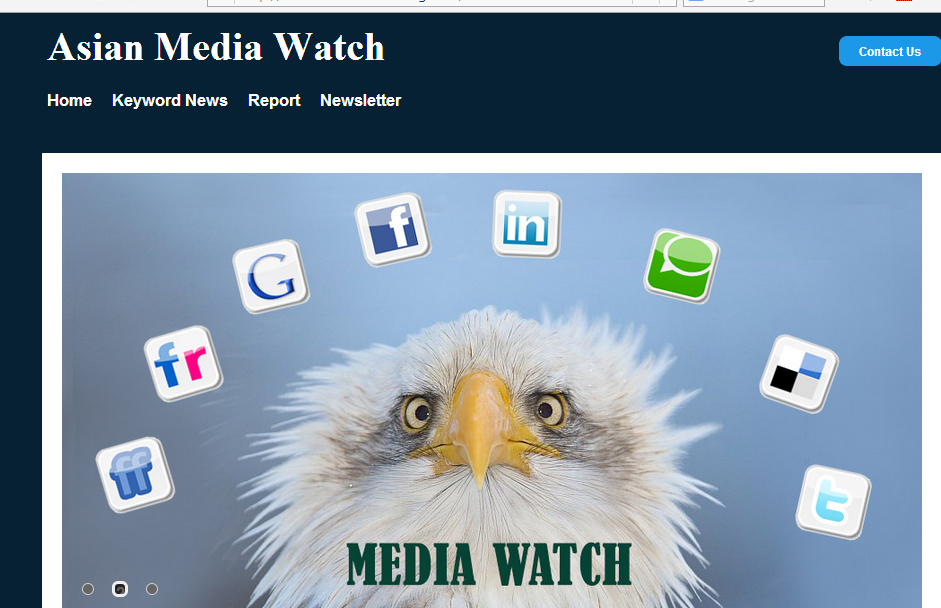 Asian Media Watch
Contact Us
Home Keyword News Report Newsletter
f
in
G
fr
ff
t
MEDIA WATCH